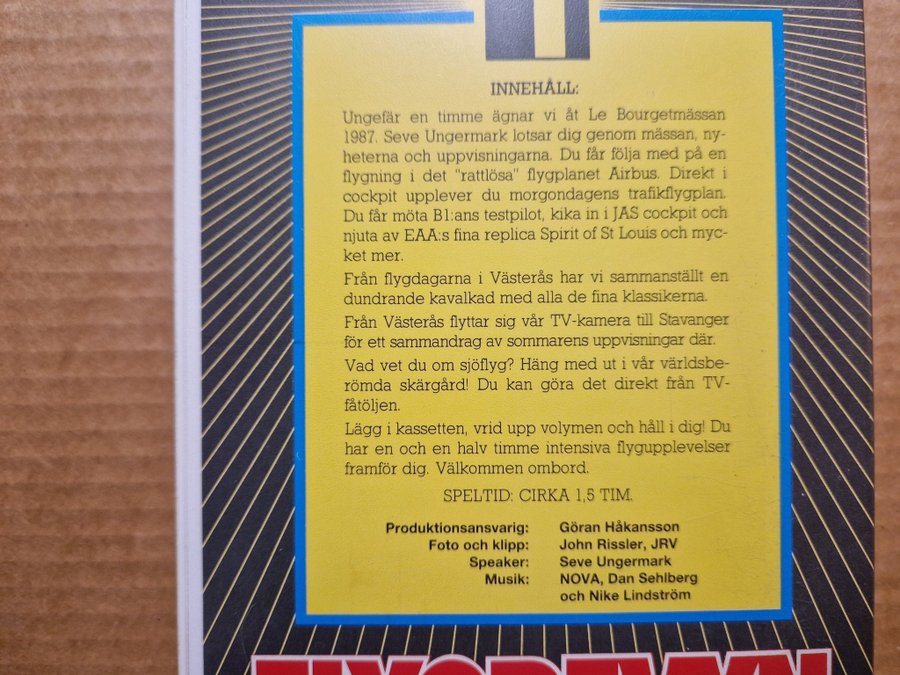 INNEHÅLL:
Ungefär en timme ägnar vi åt Le Bourgetmässan
1987. Seve Ungermark lotsar dig genom mässan, ny-
heterna och uppvisningarna. Du får följa med på en
flygning i det "rattlösa" flygplanet Airbus. Direkt i
cockpit upplever du morgondagens trafikflygplan.
Du får möta B1:ans testpilot, kika in i JAS cockpit och
njuta av EAA:s fina replica Spirit of St Louis och myc-
ket mer.
Från flygdagarna i Västerås har vi sammanställt en
dundrande kavalkad med alla de fina klassikerna.
Från Västerås flyttar sig vår TV-kamera till Stavanger
för ett sammandrag av sommarens uppvisningar där.
Vad vet du om sjöflyg? Häng med ut i vår världsbe-
römda skärgård! Du kan göra det direkt från TV-
fåtöljen.
Lägg i kassetten, vrid upp volymen och håll i dig! Du
har en och en halv timme intensiva flygupplevelser
framför dig. Välkommen ombord.
SPELTID: CIRKA 1,5 TIM.
Produktionsansvarig: Göran Håkansson
Foto och klipp: John Rissler, JRV
Speaker: Seve Ungermark
Musik: NOVA, Dan Sehlberg
och Nike Lindström